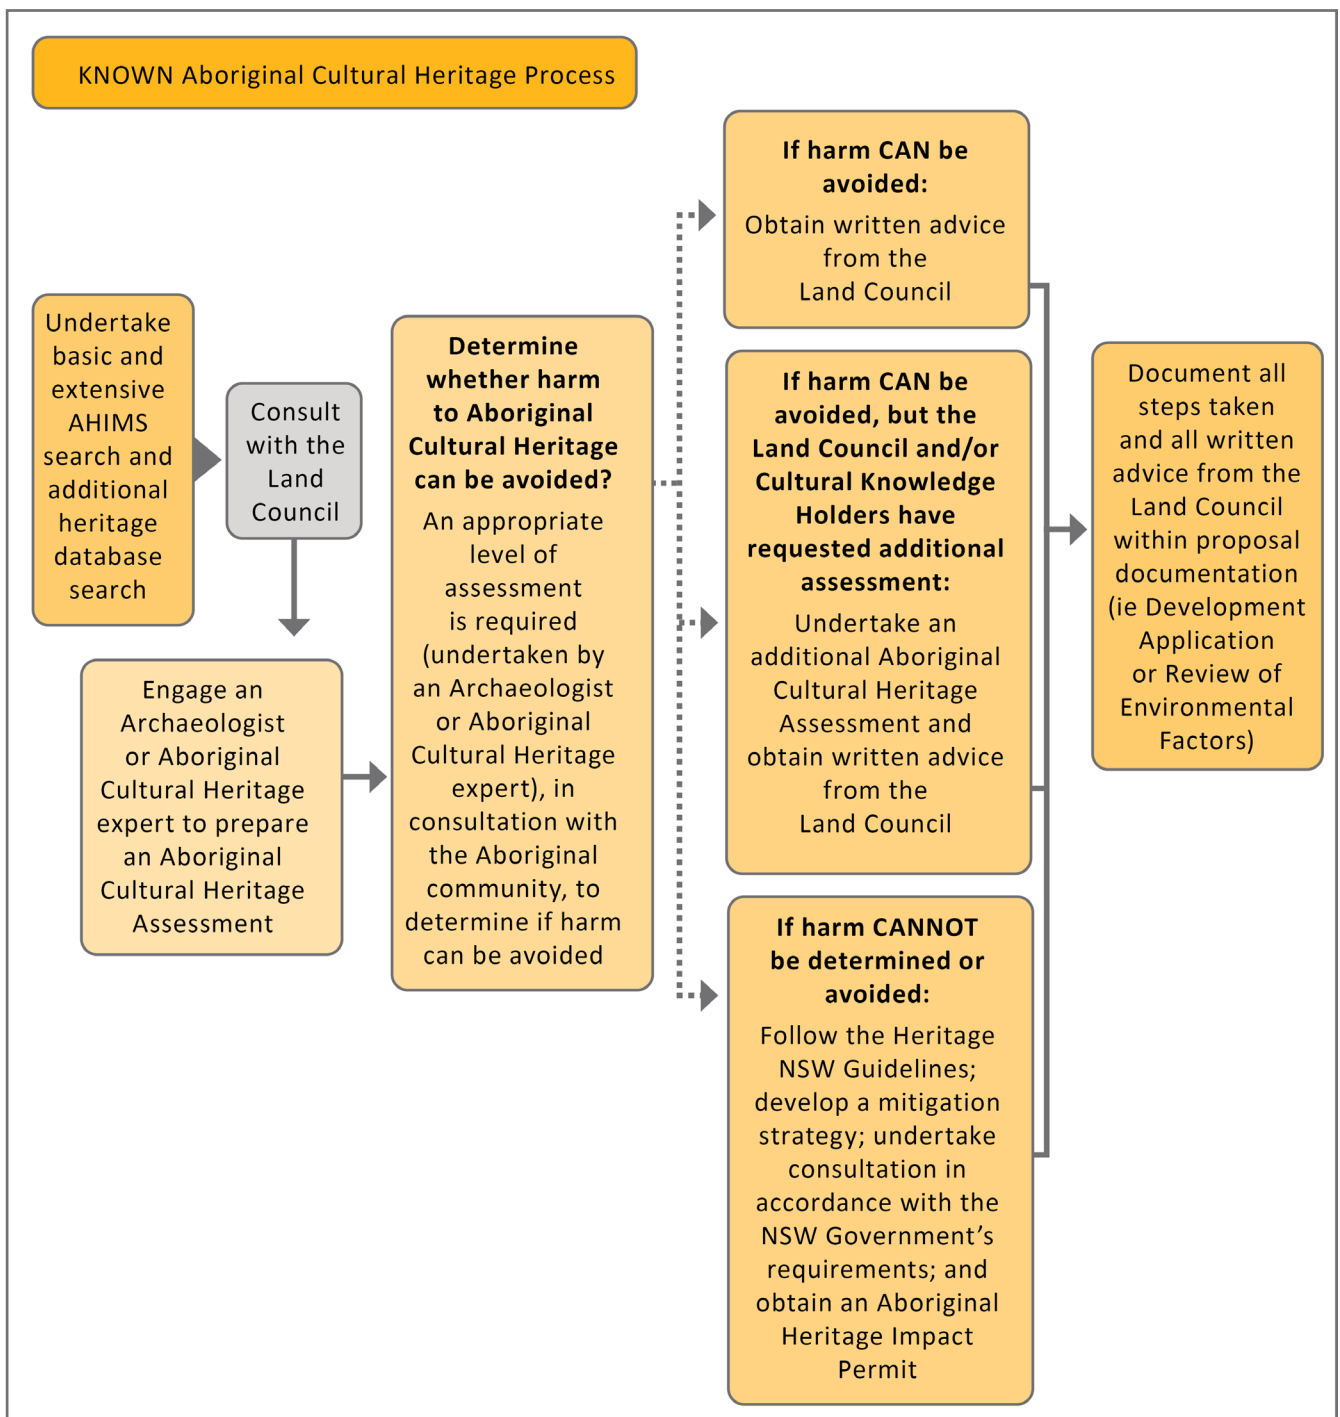 KNOWN Aboriginal Cultural Heritage Process
Undertake
basic and
extensive
AHIMS
search and
additional
heritage
database
search
Consult
with the
Land
Council
Engage an
Archaeologist
or Aboriginal
Cultural Heritage
expert to prepare
an Aboriginal
Cultural Heritage
Assessment
Determine
whether harm
to Aboriginal
Cultural Heritage
can be avoided?
An appropriate
level of
assessment
is required
(undertaken by
an Archaeologist
or Aboriginal
Cultural Heritage
expert), in
consultation with
the Aboriginal
community, to
determine if harm
can be avoided
If harm CAN be
avoided:
Obtain written advice
from the
Land Council
If harm CAN be
avoided, but the
Land Council and/or
Cultural Knowledge
Holders have
requested additional
assessment:
Undertake an
additional Aboriginal
Cultural Heritage
Assessment and
obtain written advice
from the
Land Council
If harm CANNOT
be determined or
avoided:
Follow the Heritage
NSW Guidelines;
develop a mitigation
strategy; undertake
consultation in
accordance with the
NSW Government’s
requirements; and
obtain an Aboriginal
Heritage Impact
Permit
Document all
steps taken
and all written
advice from the
Land Council
within proposal
documentation
(ie Development
Application
or Review of
Environmental
Factors)